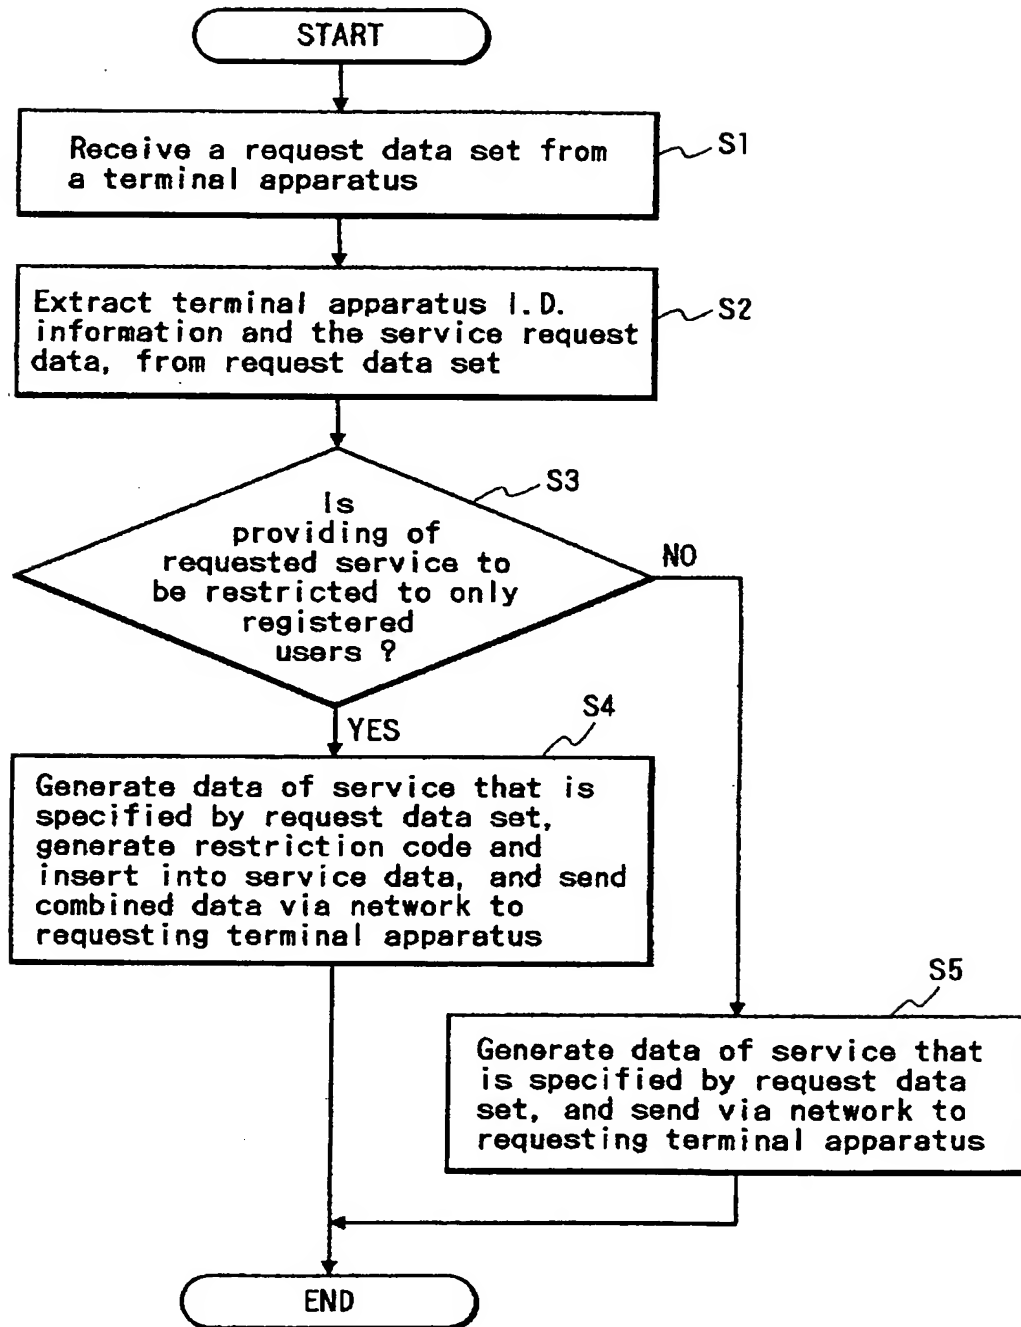 START
Receive a request data set from
a terminal apparatus
S1
Extract terminal apparatus I.D.
information and the service request
data, from request data set
S2
Is
providing of
requested service to
be restricted to only
registered
users ?
S3
NO
YES
S4
Generate data of service that is
specified by request data set,
generate restriction code and
insert into service data, and send
combined data via network to
requesting terminal apparatus
S5
Generate data of service that
is specified by request data
set, and send via network to
requesting terminal apparatus
END